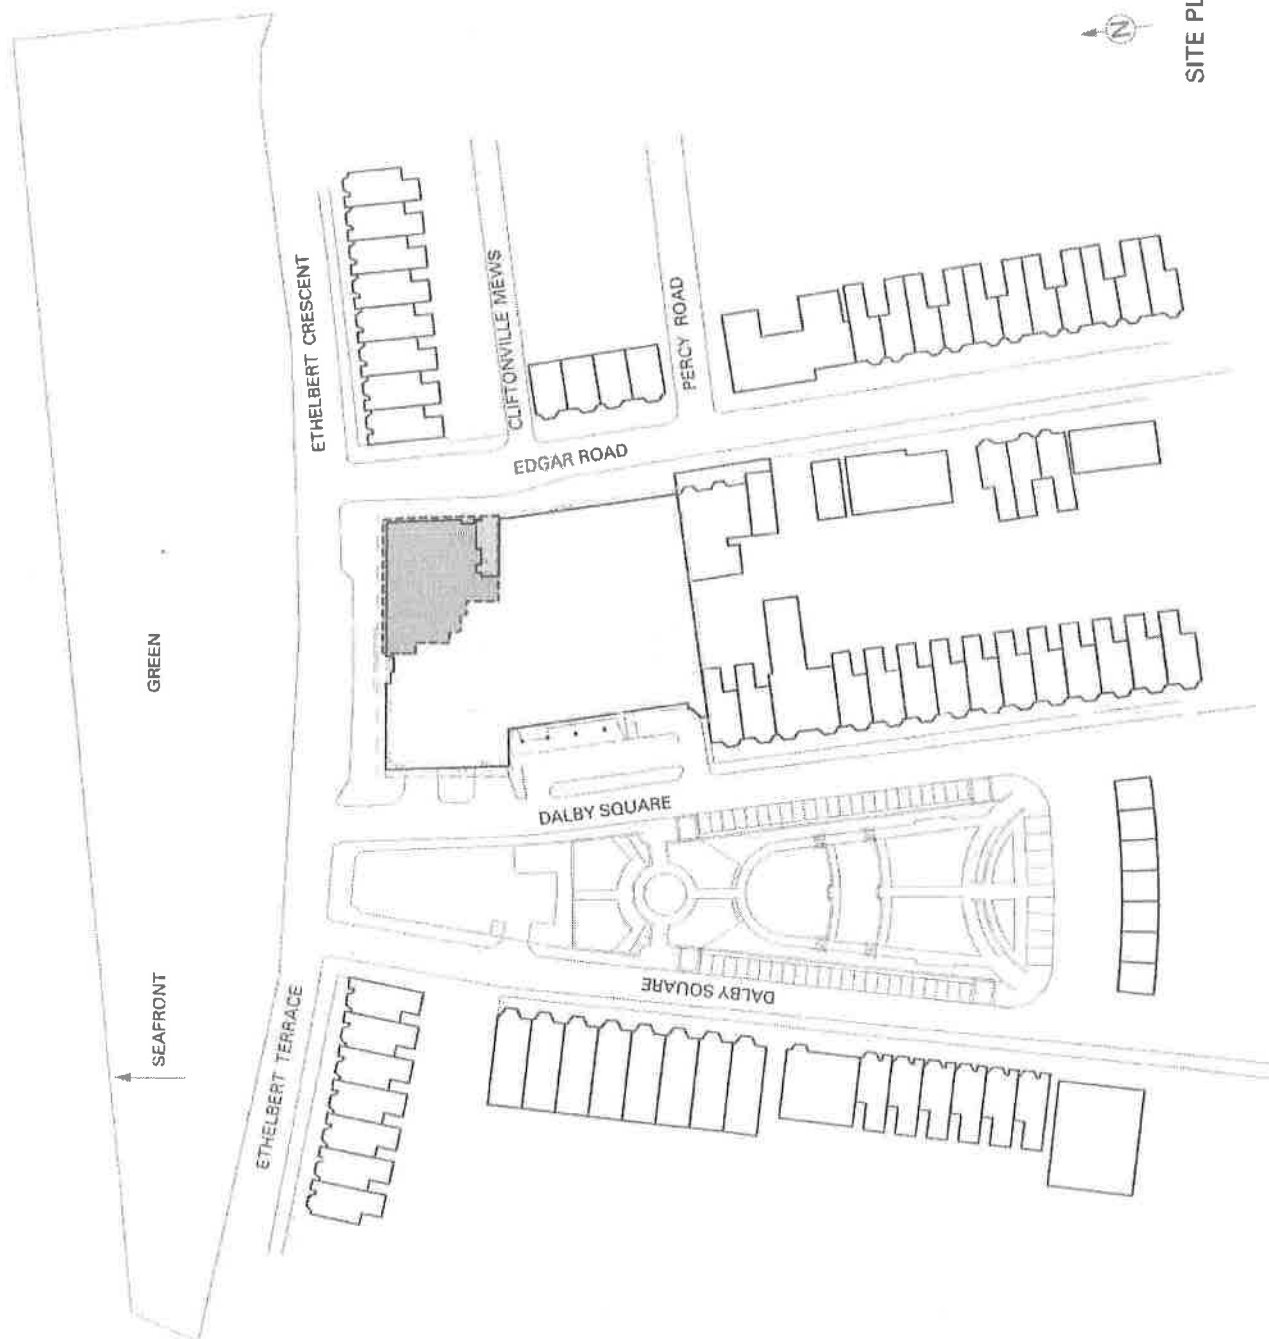 N
SITE PL
ETHELBERT CRESCENT
CLIFTONVILLE MEWS
PERCY ROAD
EDGAR ROAD
GREEN
DALBY SQUARE
DALBY SQUARE
SEAFRONT
ETHELBERT TERRACE